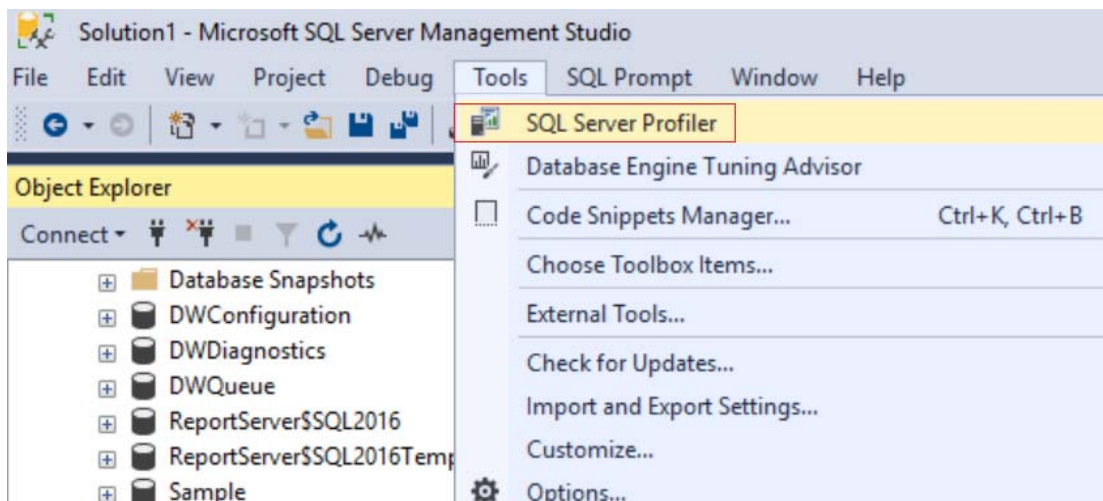 Solution1 - Microsoft SQL Server Management Studio
File Edit View Project Debug Tools SQL Prompt Window Help
SQL Server Profiler
Database Engine Tuning Advisor
Object Explorer
Code Snippets Manager... Ctrl+K, Ctrl+B
Connect
Choose Toolbox Items...
Database Snapshots
DWConfiguration
External Tools...
DWDiagnostics
Check for Updates...
DWQueue
Import and Export Settings...
ReportServer$SQL2016
Customize...
ReportServer$SQL2016Temp
Sample
Options...